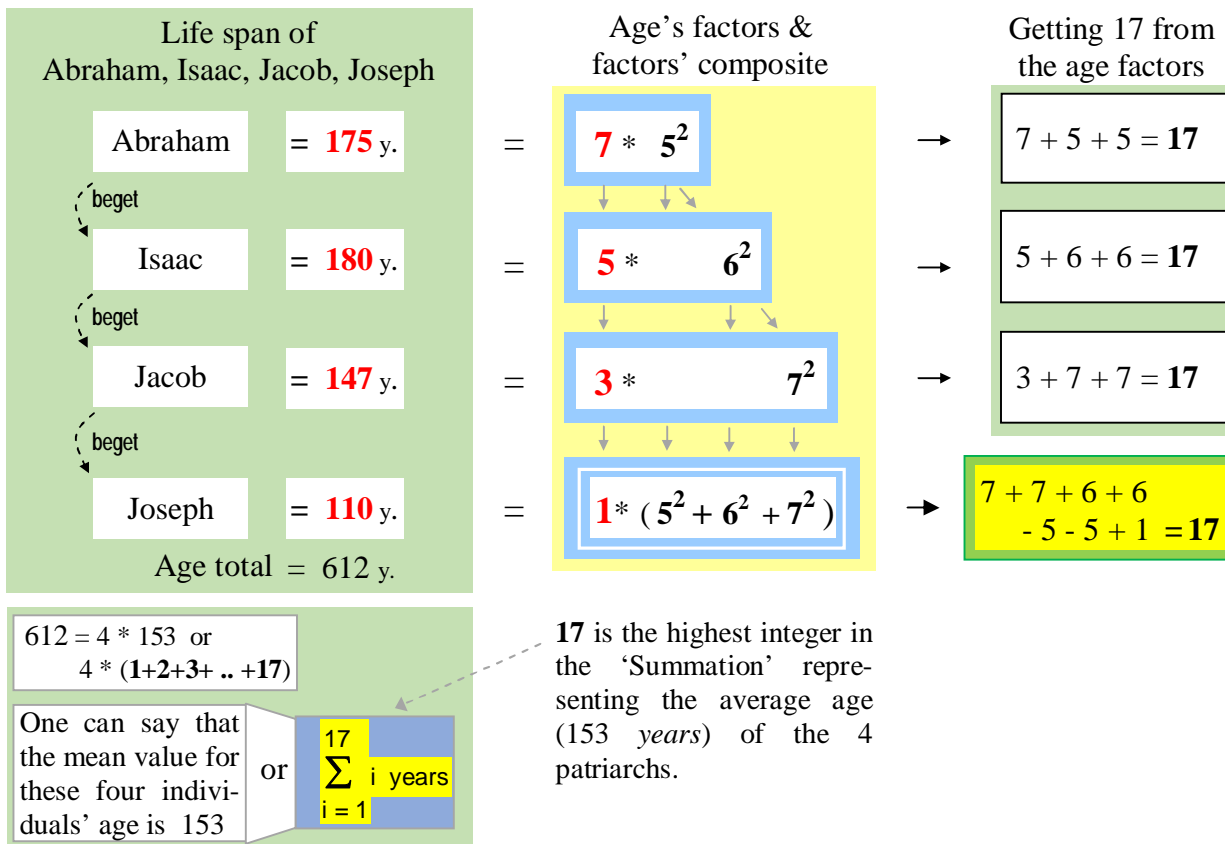 Life span of
Abraham, Isaac, Jacob, Joseph
Age’s factors &
factors’ composite
Getting 17 from
the age factors
Abraham = 175 y. = 7 * 5² → 7 + 5 + 5 = 17
beget
Isaac = 180 y. = 5 * 6² → 5 + 6 + 6 = 17
beget
Jacob = 147 y. = 3 * 7² → 3 + 7 + 7 = 17
beget
Joseph = 110 y. = 1* (5² + 6² + 7²) → 7 + 7 + 6 + 6
- 5 - 5 + 1 = 17
Age total = 612 y.
612 = 4 * 153 or
4 * (1+2+3+ .. +17)
One can say that
the mean value for
these four indivi-
duals’ age is 153
or
17
Σ i years
i = 1
17 is the highest integer in
the ‘Summation’ repre-
senting the average age
(153 years) of the 4
patriarchs.